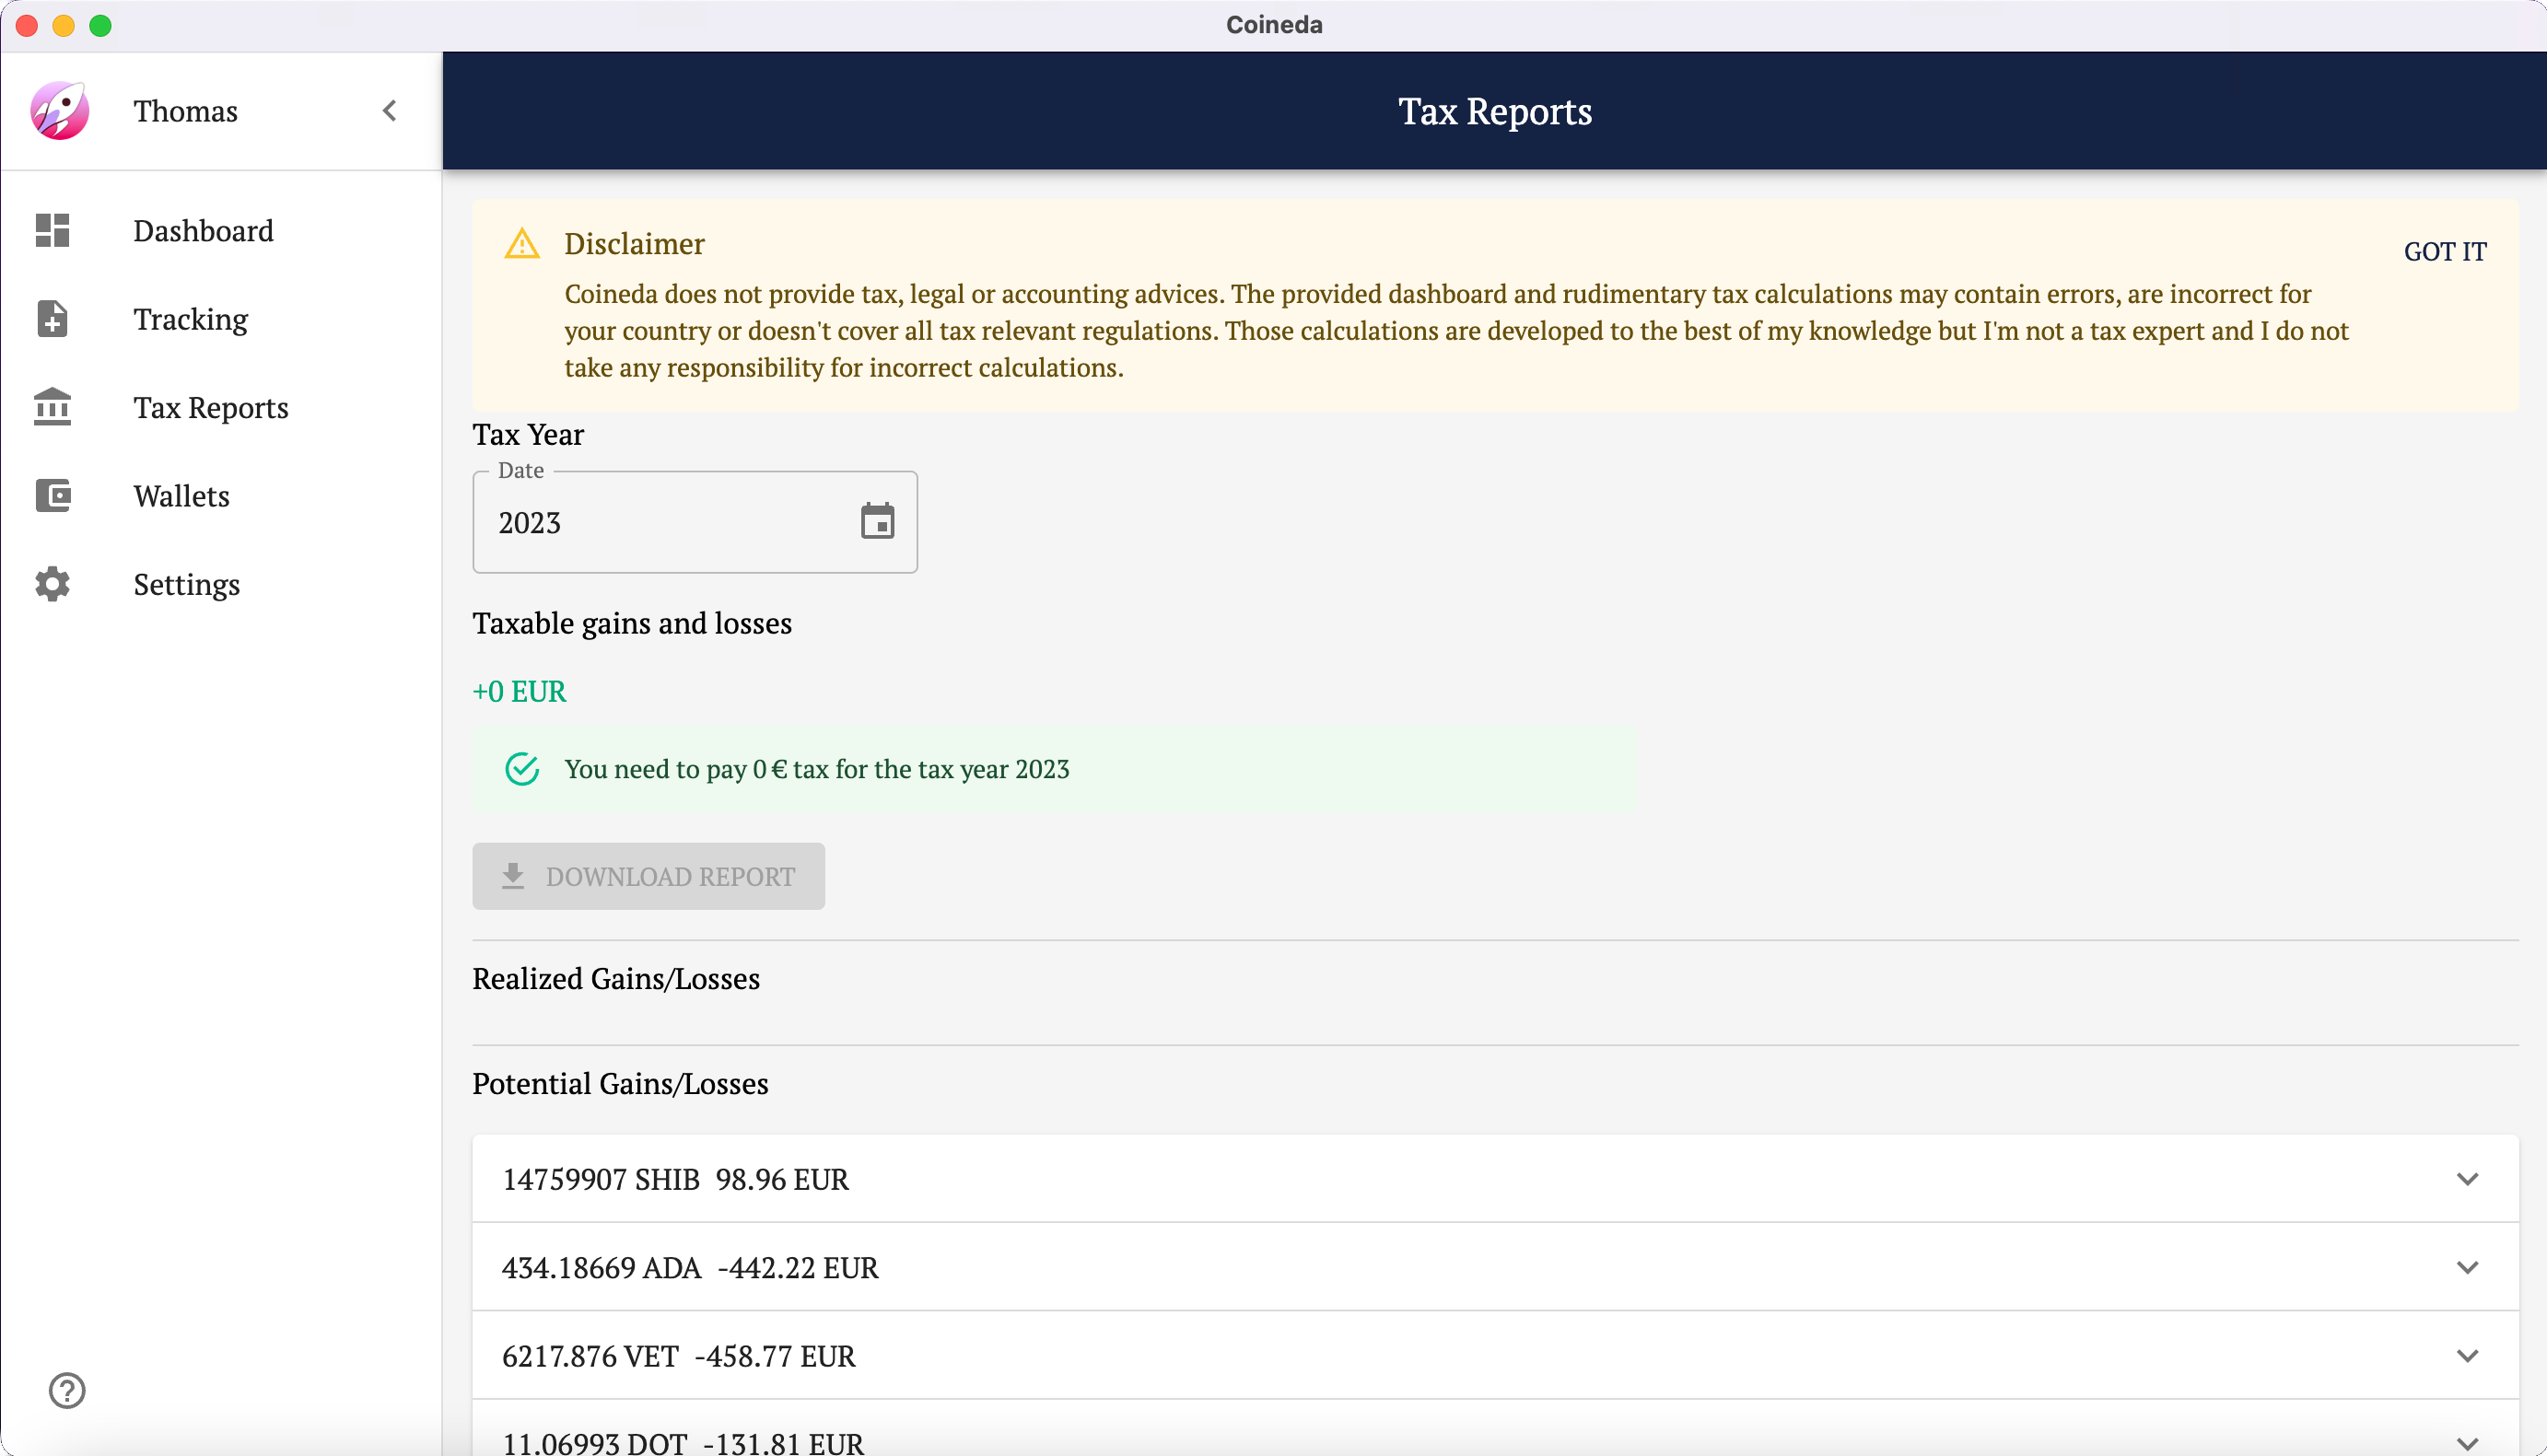 Coineda
Thomas
Tax Reports
Dashboard
Tracking
Tax Reports
Wallets
Settings
Disclaimer
GOT IT
Coineda does not provide tax, legal or accounting advices. The provided dashboard and rudimentary tax calculations may contain errors, are incorrect for
your country or doesn't cover all tax relevant regulations. Those calculations are developed to the best of my knowledge but I'm not a tax expert and I do not
take any responsibility for incorrect calculations.
Tax Year
Date
2023
Taxable gains and losses
+0 EUR
You need to pay 0 € tax for the tax year 2023
DOWNLOAD REPORT
Realized Gains/Losses
Potential Gains/Losses
14759907 SHIB 98.96 EUR
434.18669 ADA -442.22 EUR
6217.876 VET -458.77 EUR
11.06993 DOT -131.81 EUR